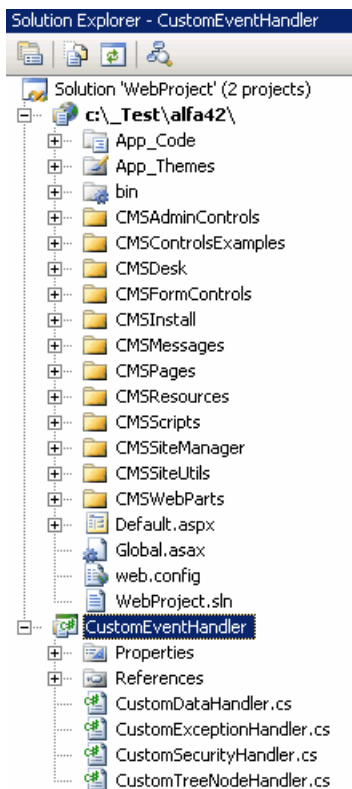 Solution Explorer - CustomEventHandler
Solution 'WebProject' (2 projects)
c:\_Test\alfa42\
App_Code
App_Themes
bin
CMSAdminControls
CMSControlsExamples
CMSDesk
CMSFormControls
CMSInstall
CMSMessages
CMSPages
CMSResources
CMSScripts
CMSSiteManager
CMSSiteUtils
CMSWebParts
Default.aspx
Global.asax
web.config
WebProject.sln
CustomEventHandler
Properties
References
CustomDataHandler.cs
CustomExceptionHandler.cs
CustomSecurityHandler.cs
CustomTreeNodeHandler.cs